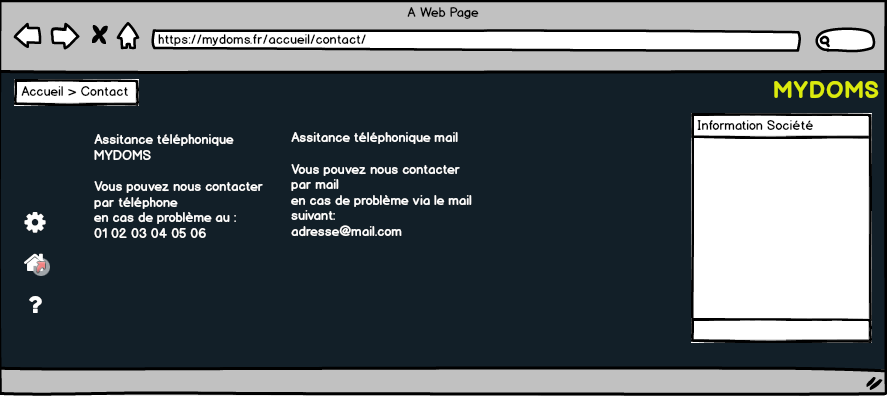 A Web Page
https://mydoms.fr/accueil/contact/
Accueil > Contact
MYDOMS
Assitance téléphonique
MYDOMS
Vous pouvez nous contacter
par téléphone
en cas de problème au :
01 02 03 04 05 06
Assitance téléphonique mail
Vous pouvez nous contacter
par mail
en cas de problème via le mail
suivant:
adresse@mail.com
Information Société
?